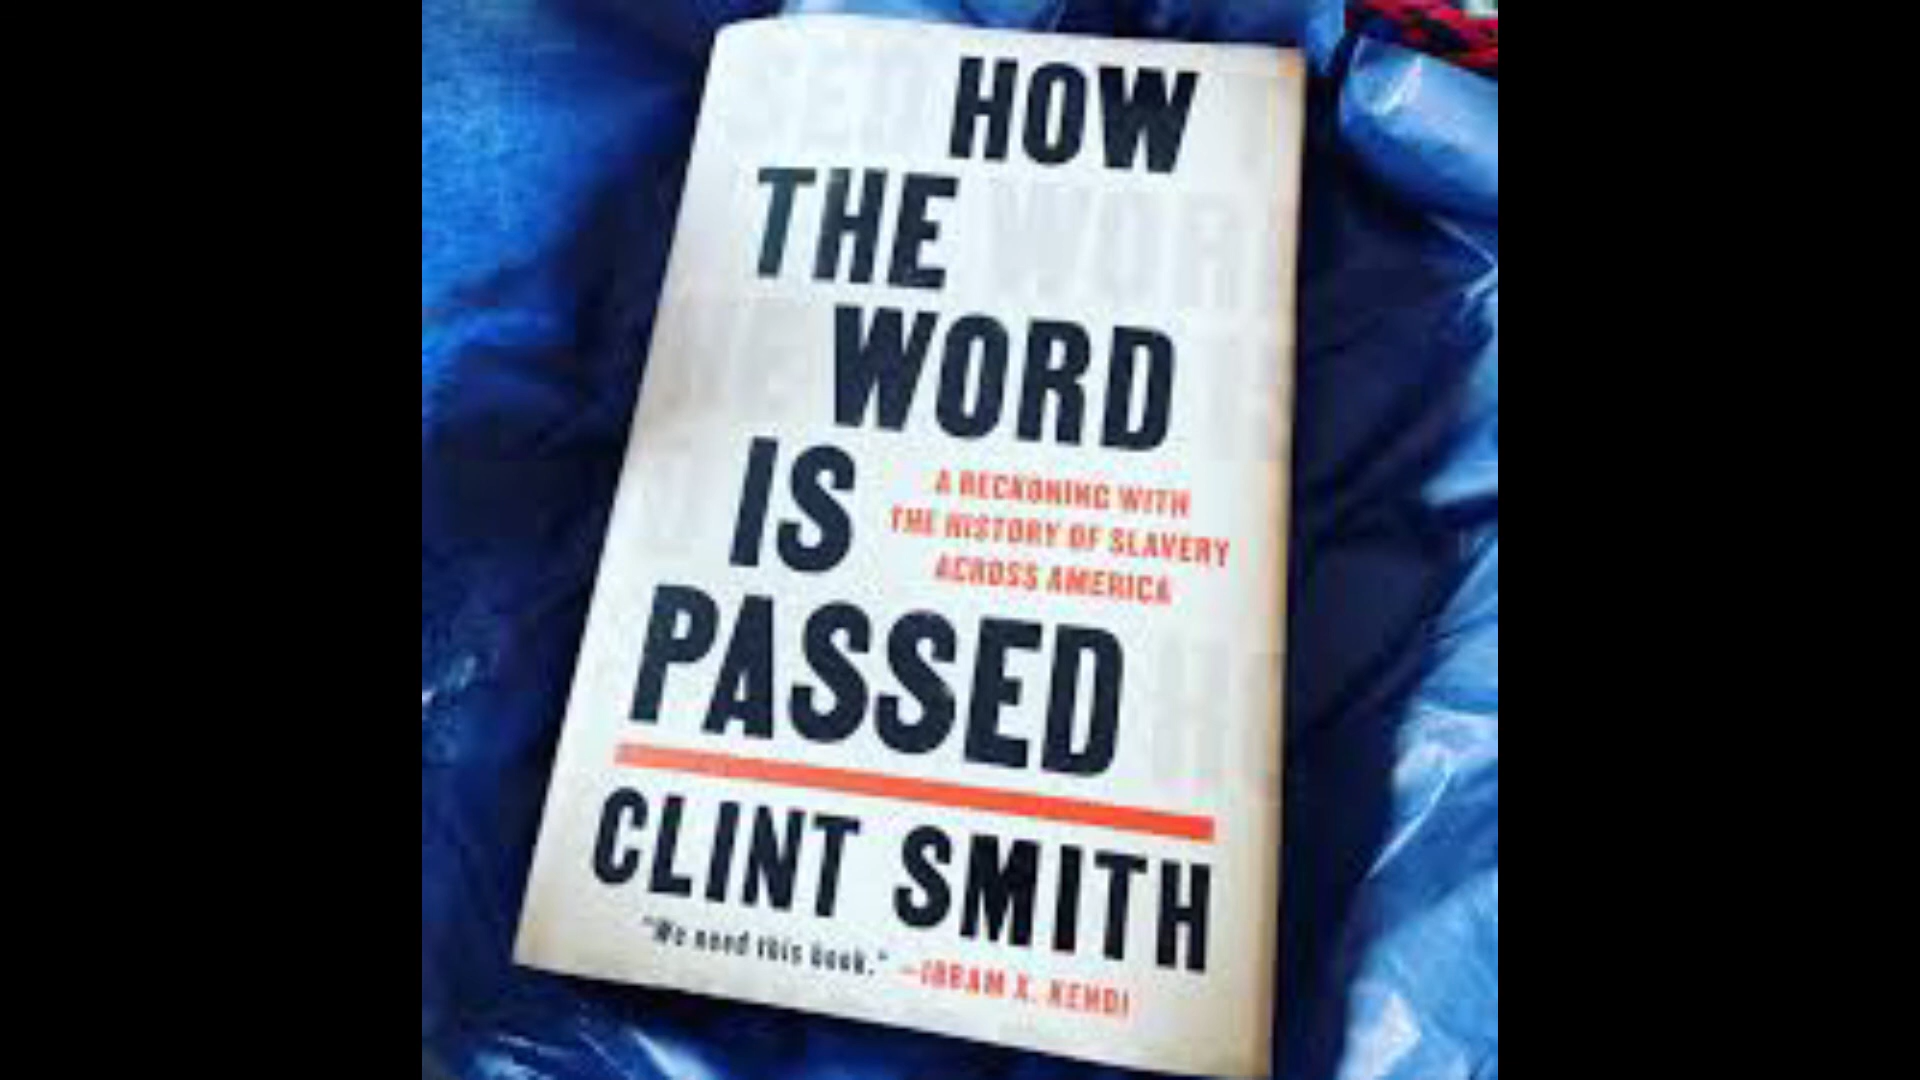 HOW
THE
WORD
IS
A RECKONING WITH
THE HISTORY OF SLAVERY
ACROSS AMERICA
PASSED
CLINT SMITH
"We need this book." –IBRAM X. KENDI